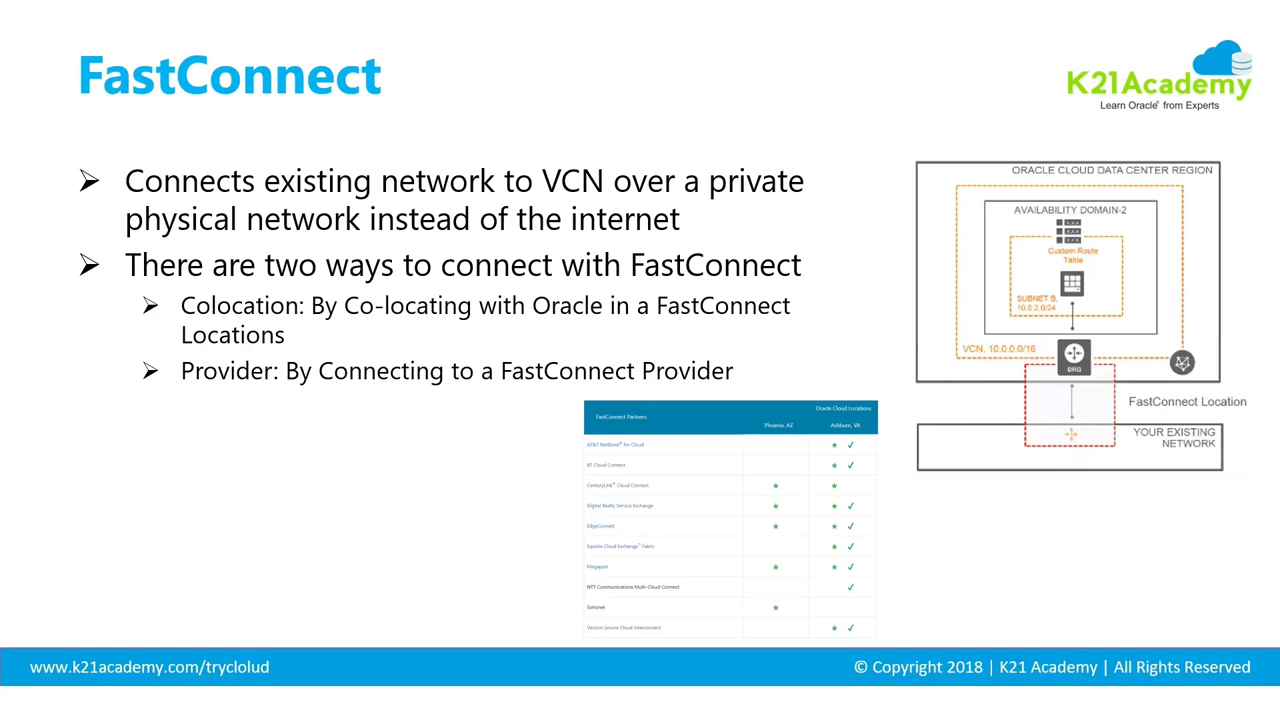 FastConnect
K21Academy
Learn Oracle® from Experts
➢ Connects existing network to VCN over a private
physical network instead of the internet
➢ There are two ways to connect with FastConnect
➢ Colocation: By Co-locating with Oracle in a FastConnect
Locations
➢ Provider: By Connecting to a FastConnect Provider
ORACLE CLOUD DATA CENTER REGION
AVAILABILITY DOMAIN-2
Custom Route
Table
SUBNET B,
10.0.2.0/24
VCN, 10.0.0.0/16
DRG
FastConnect Location
YOUR EXISTING
NETWORK
Oracle Cloud Locations
FastConnect Partners
Phoenix, AZ Ashburn, VA
AT&T NetBond® for Cloud ★ ✓
BT Cloud Connect ★ ✓
CenturyLink® Cloud Connect ★ ★
Digital Realty Service Exchange ★ ★ ✓
EdgeConneX ★ ★ ✓
Equinix Cloud Exchange™ Fabric ★ ✓
Megaport ★ ★ ✓
NTT Communications Multi-Cloud Connect ✓
Sohonet ★
Verizon Secure Cloud Interconnect ★ ✓
www.k21academy.com/tryclolud
© Copyright 2018 | K21 Academy | All Rights Reserved